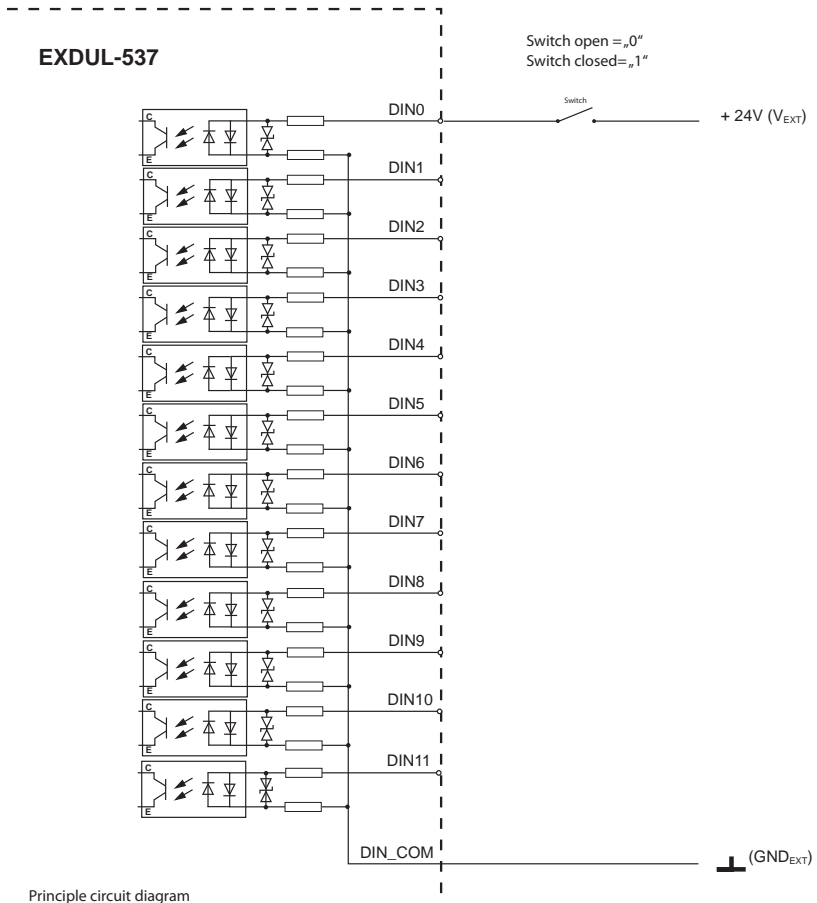 EXDUL-537
Switch open =„0“
Switch closed=„1“
Switch
DIN0
+ 24V (VEXT)
C
E
DIN1
C
E
DIN2
C
E
DIN3
C
E
DIN4
C
E
DIN5
C
E
DIN6
C
E
DIN7
C
E
DIN8
C
E
DIN9
C
E
DIN10
C
E
DIN11
C
E
DIN_COM
(GNDEXT)
Principle circuit diagram